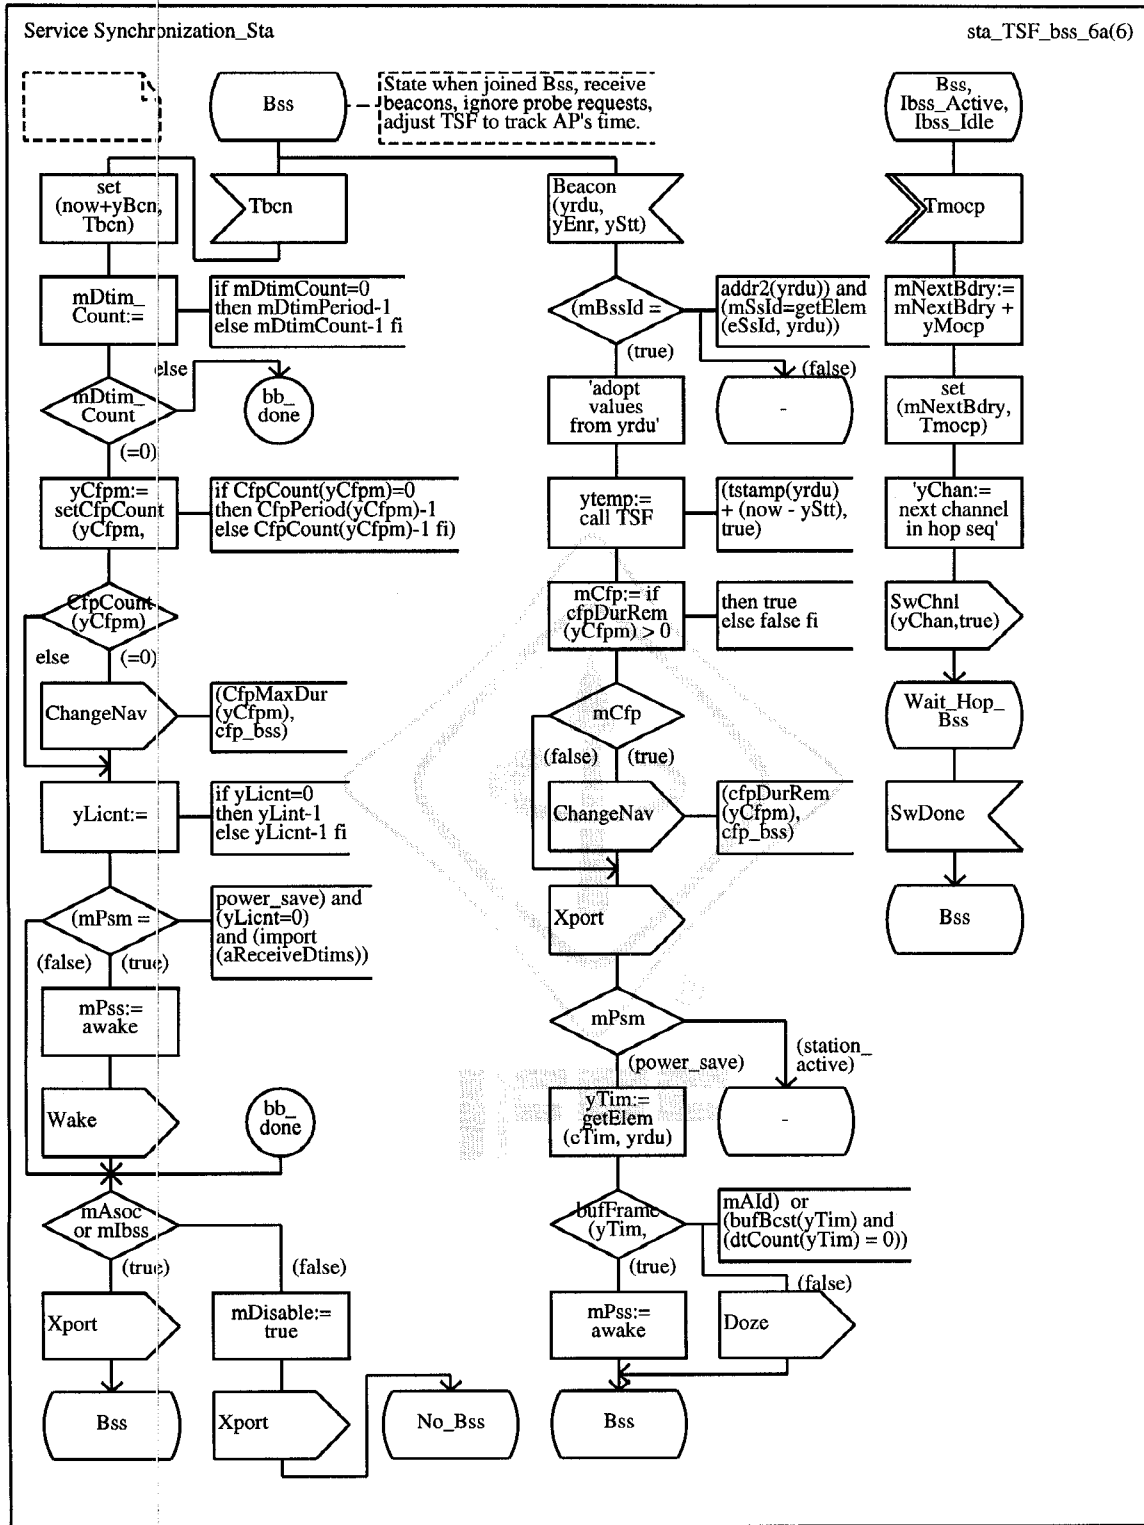 Service Synchronization_Sta
sta_TSF_bss_6a(6)
Bss
State when joined Bss, receive
beacons, ignore probe requests,
adjust TSF to track AP's time.
set
(now+yBcn,
Tbcn)
Tbcn
mDtim_
Count:=
if mDtimCount=0
then mDtimPeriod-1
else mDtimCount-1 fi
else
mDtim_
Count
bb_
done
(=0)
yCfpm:=
setCfpCount
(yCfpm,
if CfpCount(yCfpm)=0
then CfpPeriod(yCfpm)-1
else CfpCount(yCfpm)-1 fi)
CfpCount
(yCfpm)
else
(=0)
ChangeNav
(CfpMaxDur
(yCfpm),
cfp_bss)
yLicnt:=
if yLicnt=0
then yLint-1
else yLicnt-1 fi
(mPsm =
power_save) and
(yLicnt=0)
and (import
(aReceiveDtims))
(false)
(true)
mPss:=
awake
Wake
bb_
done
mAsoc
or mIbss
(true)
(false)
Xport
mDisable:=
true
Bss
Xport
No_Bss
Beacon
(yrdu,
yEnr, yStt)
(mBssId =
addr2(yrdu)) and
(mSsId=getElem
(eSsId, yrdu))
(true)
(false)
'adopt
values
from yrdu'
-
ytemp:=
call TSF
(tstamp(yrdu)
+ (now - yStt),
true)
mCfp:= if
cfpDurRem
(yCfpm) > 0
then true
else false fi
mCfp
(false)
(true)
ChangeNav
(cfpDurRem
(yCfpm),
cfp_bss)
Xport
mPsm
(power_save)
(station_
active)
yTim:=
getElem
(eTim, yrdu)
-
bufFrame
(yTim,
mAId) or
(bufBcst(yTim) and
(dtCount(yTim) = 0))
(true)
(false)
mPss:=
awake
Doze
Bss
Bss,
Ibss_Active,
Ibss_Idle
Tmocp
mNextBdry:=
mNextBdry +
yMocp
set
(mNextBdry,
Tmocp)
'yChan:=
next channel
in hop seq'
SwChnl
(yChan,true)
Wait_Hop_
Bss
SwDone
Bss